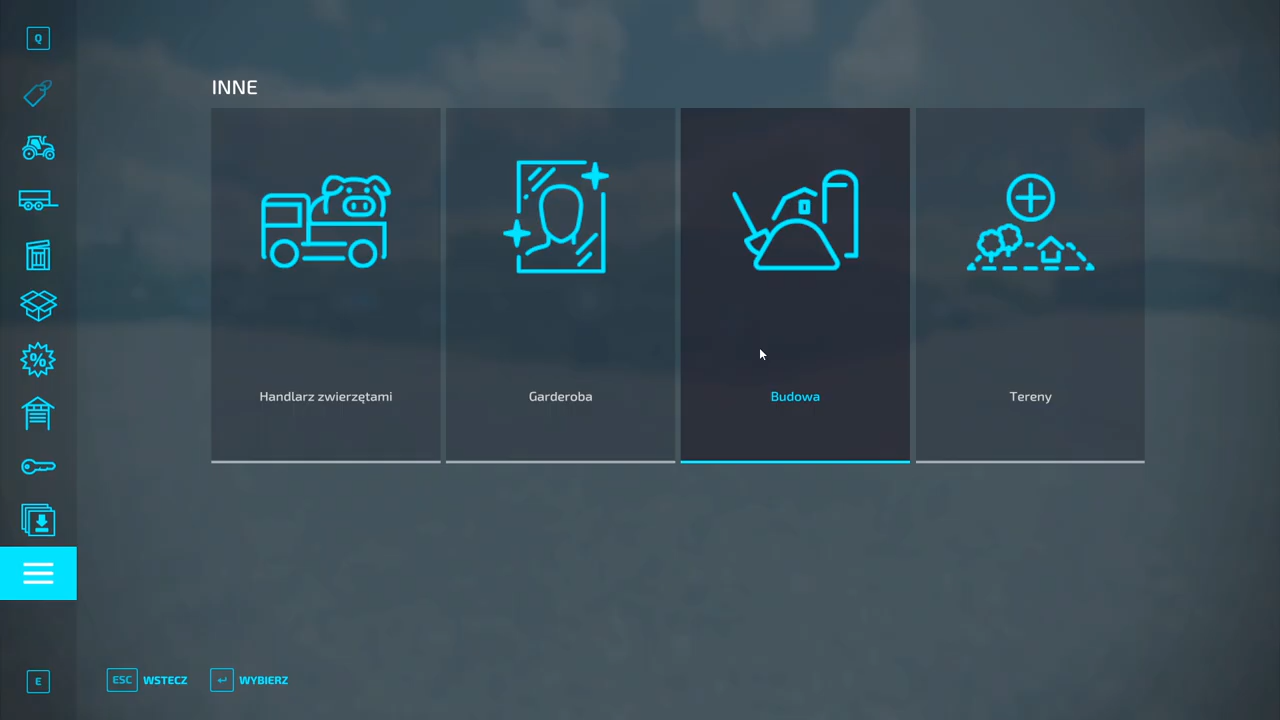 Q
INNE
%
Handlarz zwierzętami
Garderoba
Budowa
Tereny
E
ESC WSTECZ ↵ WYBIERZ